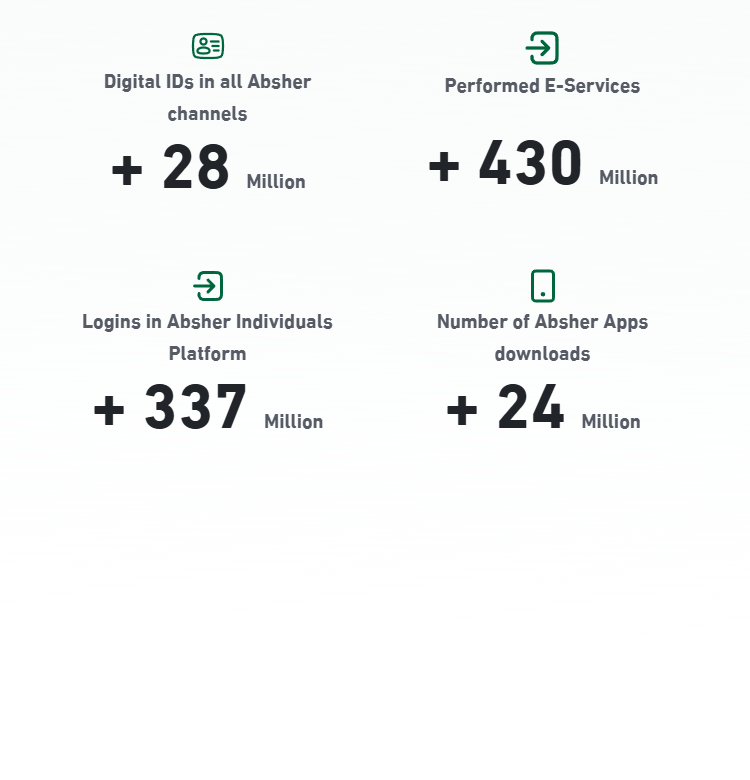 Digital IDs in all Absher
channels
+ 28 Million
Performed E-Services
+ 430 Million
Logins in Absher Individuals
Platform
+ 337 Million
Number of Absher Apps
downloads
+ 24 Million